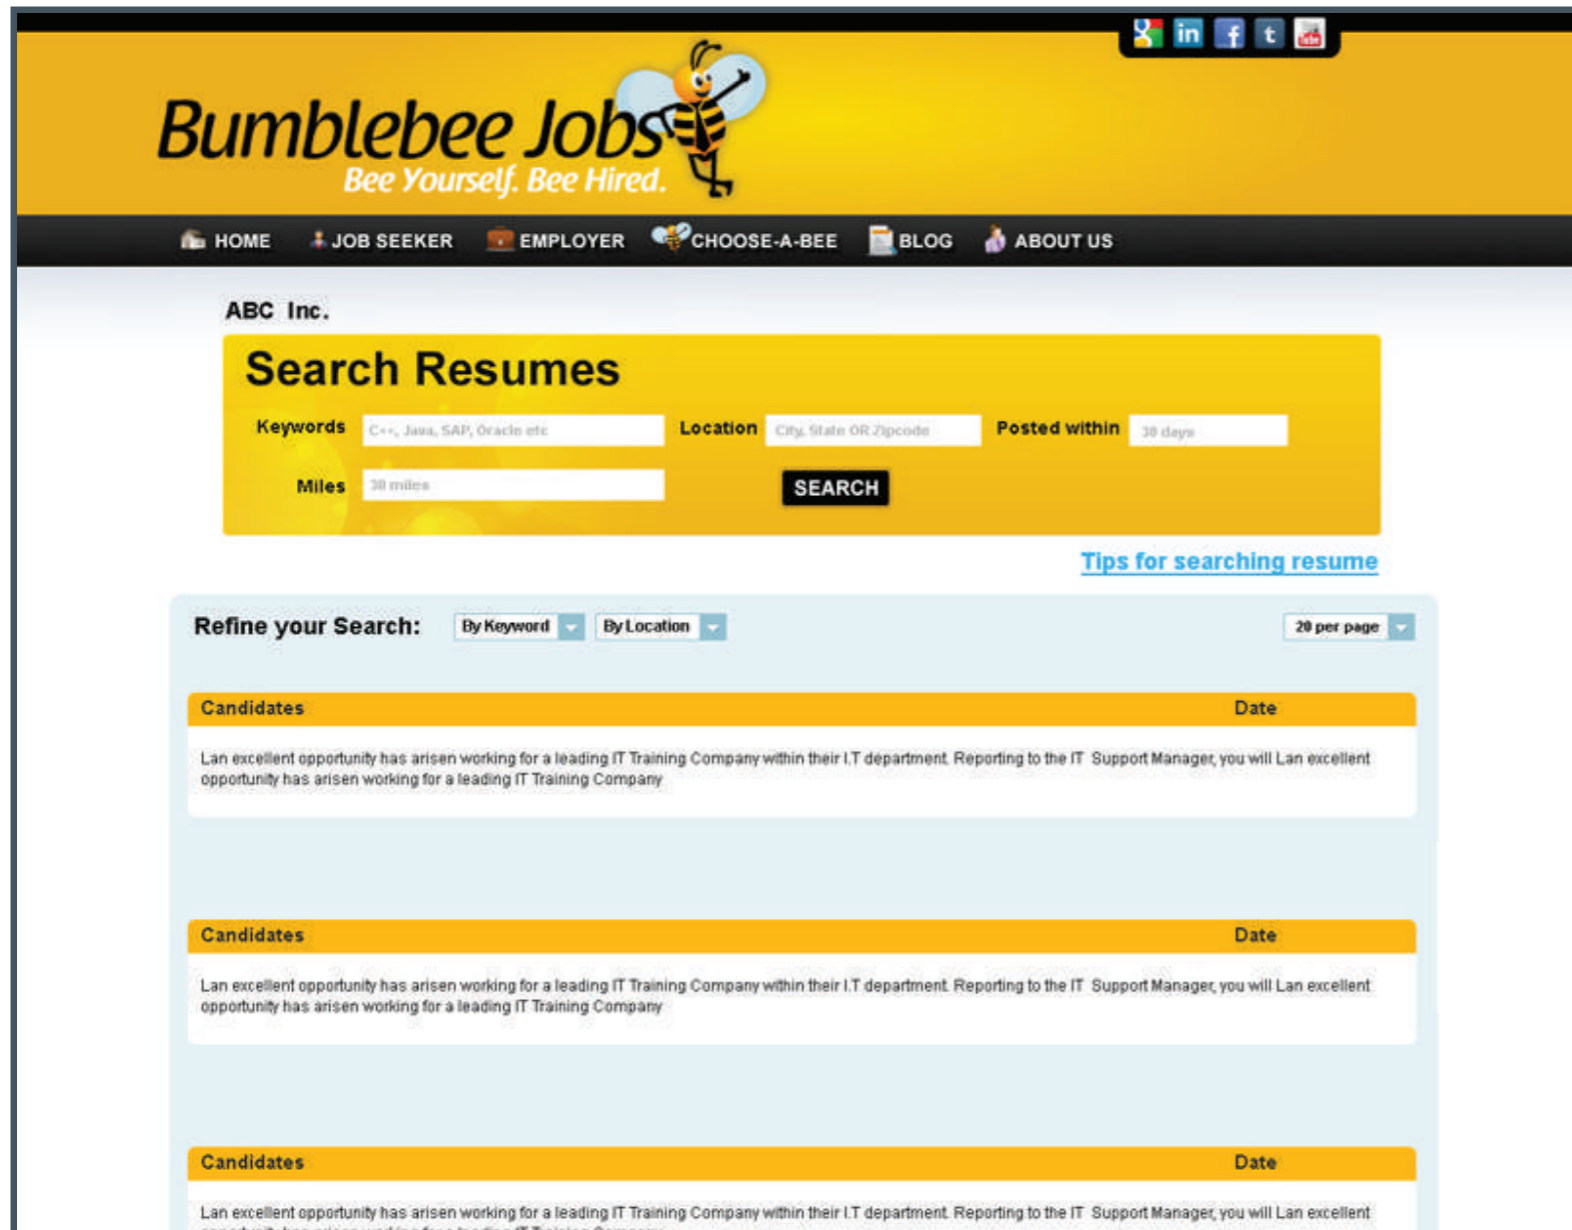 Bumblebee Jobs
Bee Yourself. Bee Hired.
HOME JOB SEEKER EMPLOYER CHOOSE-A-BEE BLOG ABOUT US
ABC Inc.
Search Resumes
Keywords C++, Java, SAP, Oracle etc Location City, State OR Zipcode Posted within 30 days
Miles 30 miles SEARCH
Tips for searching resume
Refine your Search: By Keyword By Location 20 per page
Candidates Date
Lan excellent opportunity has arisen working for a leading IT Training Company within their I.T department. Reporting to the IT Support Manager, you will Lan excellent
opportunity has arisen working for a leading IT Training Company
Candidates Date
Lan excellent opportunity has arisen working for a leading IT Training Company within their I.T department. Reporting to the IT Support Manager, you will Lan excellent
opportunity has arisen working for a leading IT Training Company
Candidates Date
Lan excellent opportunity has arisen working for a leading IT Training Company within their I.T department. Reporting to the IT Support Manager, you will Lan excellent